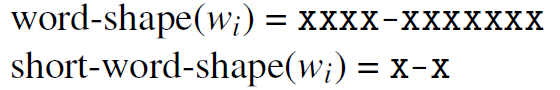 word-shape(wᵢ) = xxxx-xxxxxxx
short-word-shape(wᵢ) = x-x